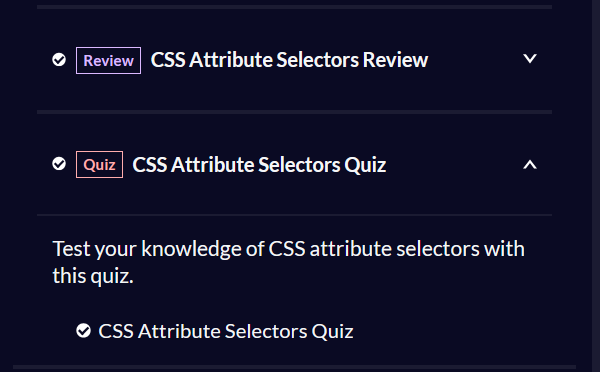 Review CSS Attribute Selectors Review
Quiz CSS Attribute Selectors Quiz
Test your knowledge of CSS attribute selectors with
this quiz.
CSS Attribute Selectors Quiz